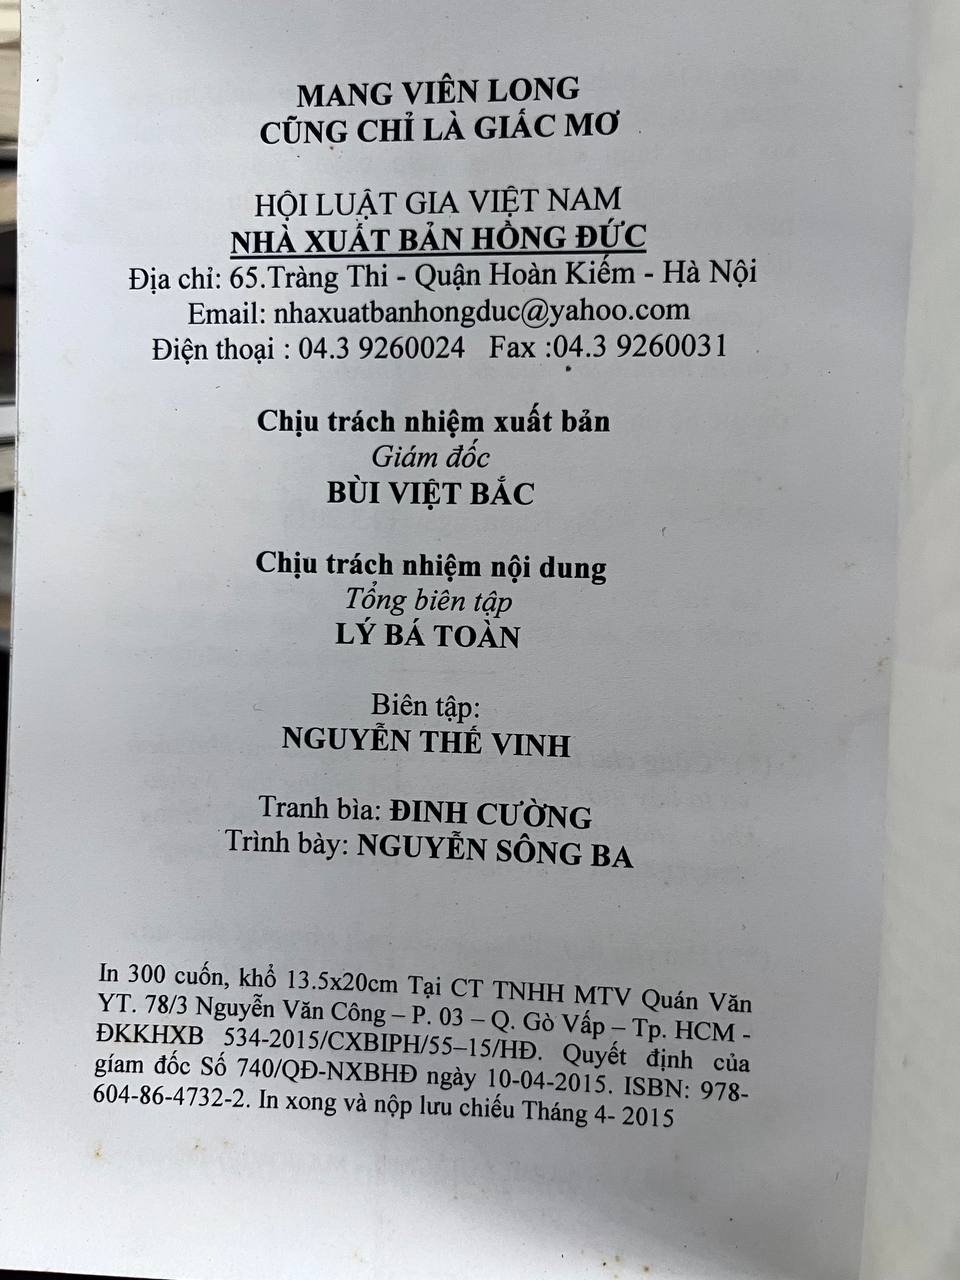 MANG VIÊN LONG
CŨNG CHỈ LÀ GIẤC MƠ
HỘI LUẬT GIA VIỆT NAM
NHÀ XUẤT BẢN HỒNG ĐỨC
Địa chỉ: 65.Tràng Thi - Quận Hoàn Kiếm - Hà Nội
Email: nhaxuatbanhongduc@yahoo.com
Điện thoại : 04.3 9260024 Fax :04.3 9260031
Chịu trách nhiệm xuất bản
Giám đốc
BÙI VIỆT BẮC
Chịu trách nhiệm nội dung
Tổng biên tập
LÝ BÁ TOÀN
Biên tập:
NGUYỄN THẾ VINH
Tranh bìa: ĐINH CƯỜNG
Trình bày: NGUYỄN SÔNG BA
In 300 cuốn, khổ 13.5x20cm Tại CT TNHH MTV Quán Văn
YT. 78/3 Nguyễn Văn Công – P. 03 – Q. Gò Vấp – Tp. HCM -
ĐKKHXB 534-2015/CXBIPH/55–15/HĐ. Quyết định của
gíam đốc Số 740/QĐ-NXBHĐ ngày 10-04-2015. ISBN: 978-
604-86-4732-2. In xong và nộp lưu chiếu Tháng 4- 2015